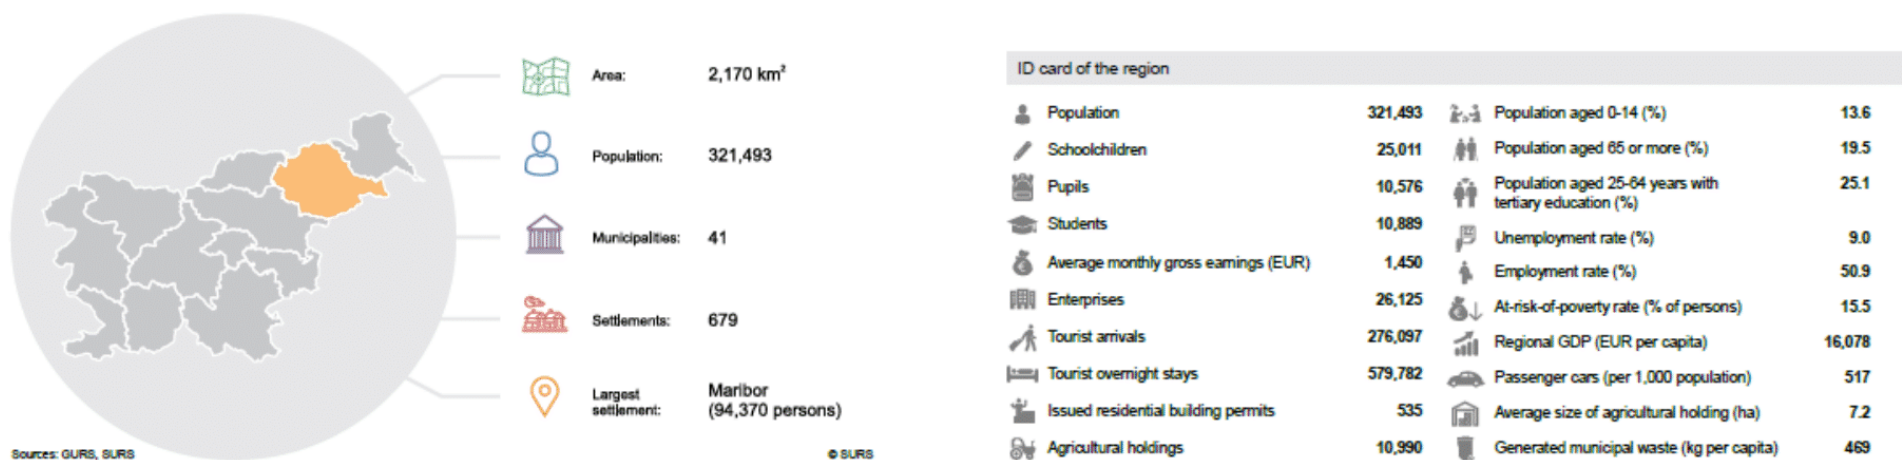 Area: 2,170 km²
Population: 321,493
Municipalities: 41
Settlements: 679
Largest settlement: Maribor (94,370 persons)
Sources: GURS, SURS
© SURS
ID card of the region
Population 321,493
Schoolchildren 25,011
Pupils 10,576
Students 10,889
Average monthly gross earnings (EUR) 1,450
Enterprises 26,125
Tourist arrivals 276,097
Tourist overnight stays 579,782
Issued residential building permits 535
Agricultural holdings 10,990
Population aged 0-14 (%) 13.6
Population aged 65 or more (%) 19.5
Population aged 25-64 years with
tertiary education (%) 25.1
Unemployment rate (%) 9.0
Employment rate (%) 50.9
At-risk-of-poverty rate (% of persons) 15.5
Regional GDP (EUR per capita) 16,078
Passenger cars (per 1,000 population) 517
Average size of agricultural holding (ha) 7.2
Generated municipal waste (kg per capita) 469